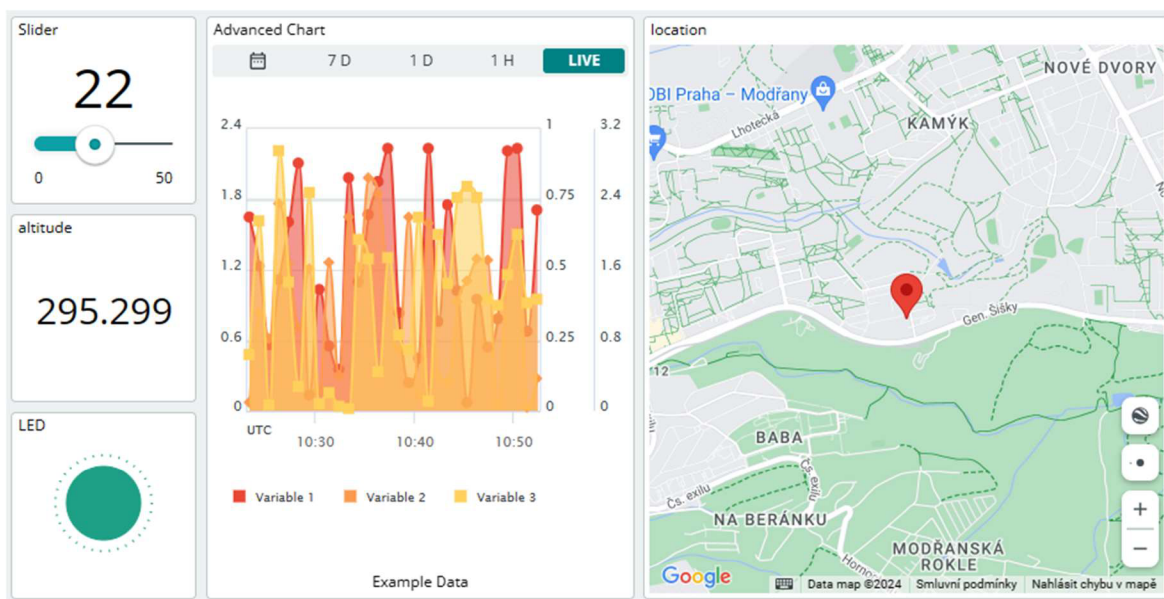 Slider
22
0 50
altitude
295.299
LED
Advanced Chart
7 D 1 D 1 H LIVE
2.4 1 3.2
1.8 0.75 2.4
1.2 0.5 1.6
0.6 0.25 0.8
0 0 0
UTC
10:30 10:40 10:50
Variable 1 Variable 2 Variable 3
Example Data
location
NOVÉ DVORY
OBI Praha – Modřany
Lhotecká
KAMÝK
Gen. Šišky
12
BABA
Čs. exilu
Čs. exilu
NA BERÁNKU
MODŘANSKÁ
ROKLE
Google
Data map ©2024 Smluvní podmínky Nahlásit chybu v mapě